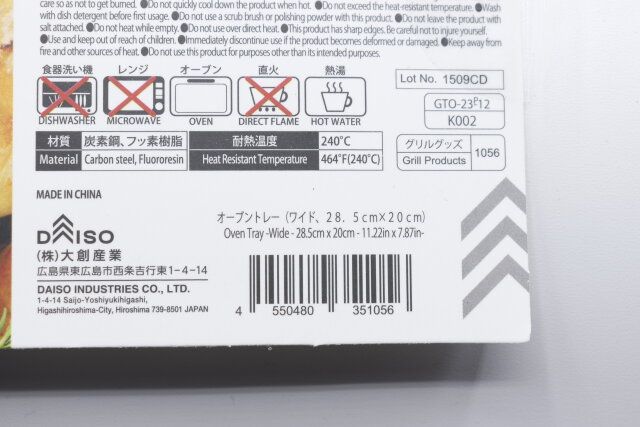 care so as not to get burned. ●Do not quickly cool down the product when hot. ●Do not exceed the heat-resistant temperature. ●Wash
with dish detergent before first usage. ●Do not use a scrub brush or polishing powder with this product. ●Do not leave the product with
salt attached. ●Do not heat while empty. ●Do not use over direct heat. ●This product has sharp edges. Be careful not to injure yourself.
●Use and keep out of reach of children. ●Immediately discontinue use if the product becomes deformed or damaged. ●Keep away from
fire and other sources of heat. ●Do not use this product for purposes other than its intended purposes.
食器洗い機 レンジ オーブン 直火 熱湯
DISHWASHER MICROWAVE OVEN DIRECT FLAME HOT WATER
Lot No. 1509CD
GTO-23P12
K002
材質 炭素鋼、フッ素樹脂 耐熱温度 240℃
Material Carbon steel, Fluororesin Heat Resistant Temperature 464°F(240℃)
グリルグッズ
Grill Products
1056
MADE IN CHINA
DAISO
(株)大創産業
広島県東広島市西条吉行東1-4-14
DAISO INDUSTRIES CO., LTD.
1-4-14 Saijo-Yoshiyukihigashi,
Higashihiroshima-City, Hiroshima 739-8501 JAPAN
オーブントレー(ワイド、28.5cm×20cm)
Oven Tray -Wide- 28.5cm x 20cm - 11.22in x 7.87in-
4 550480 351056